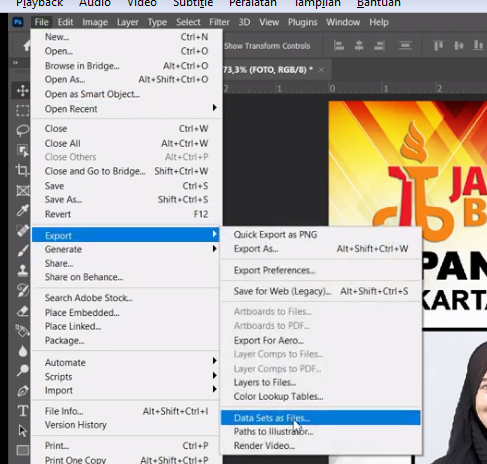 Playback Audio Video Subtitle Peralatan Tampilan Bantuan
Ps File Edit Image Layer Type Select Filter 3D View Plugins Window Help
New... Ctrl+N
Open... Ctrl+O
Browse in Bridge... Alt+Ctrl+O
Open As... Alt+Shift+Ctrl+O
Open as Smart Object...
Open Recent
Close Ctrl+W
Close All Alt+Ctrl+W
Close Others Alt+Ctrl+P
Close and Go to Bridge... Shift+Ctrl+W
Save Ctrl+S
Save As... Shift+Ctrl+S
Revert F12
Export
Generate
Share...
Share on Behance...
Search Adobe Stock...
Place Embedded...
Place Linked...
Package...
Automate
Scripts
Import
File Info... Alt+Shift+Ctrl+I
Version History
Print... Ctrl+P
Print One Copy Alt+Shift+Ctrl+P
Show Transform Controls
73,3% (FOTO, RGB/8) *
2 1 0 1 2
Quick Export as PNG
Export As... Alt+Shift+Ctrl+W
Export Preferences...
Save for Web (Legacy)... Alt+Shift+Ctrl+S
Artboards to Files...
Artboards to PDF...
Export For Aero...
Layer Comps to Files...
Layer Comps to PDF...
Layers to Files...
Color Lookup Tables...
Data Sets as Files...
Paths to Illustrator...
Render Video...
JA
B
PAN
KARTA